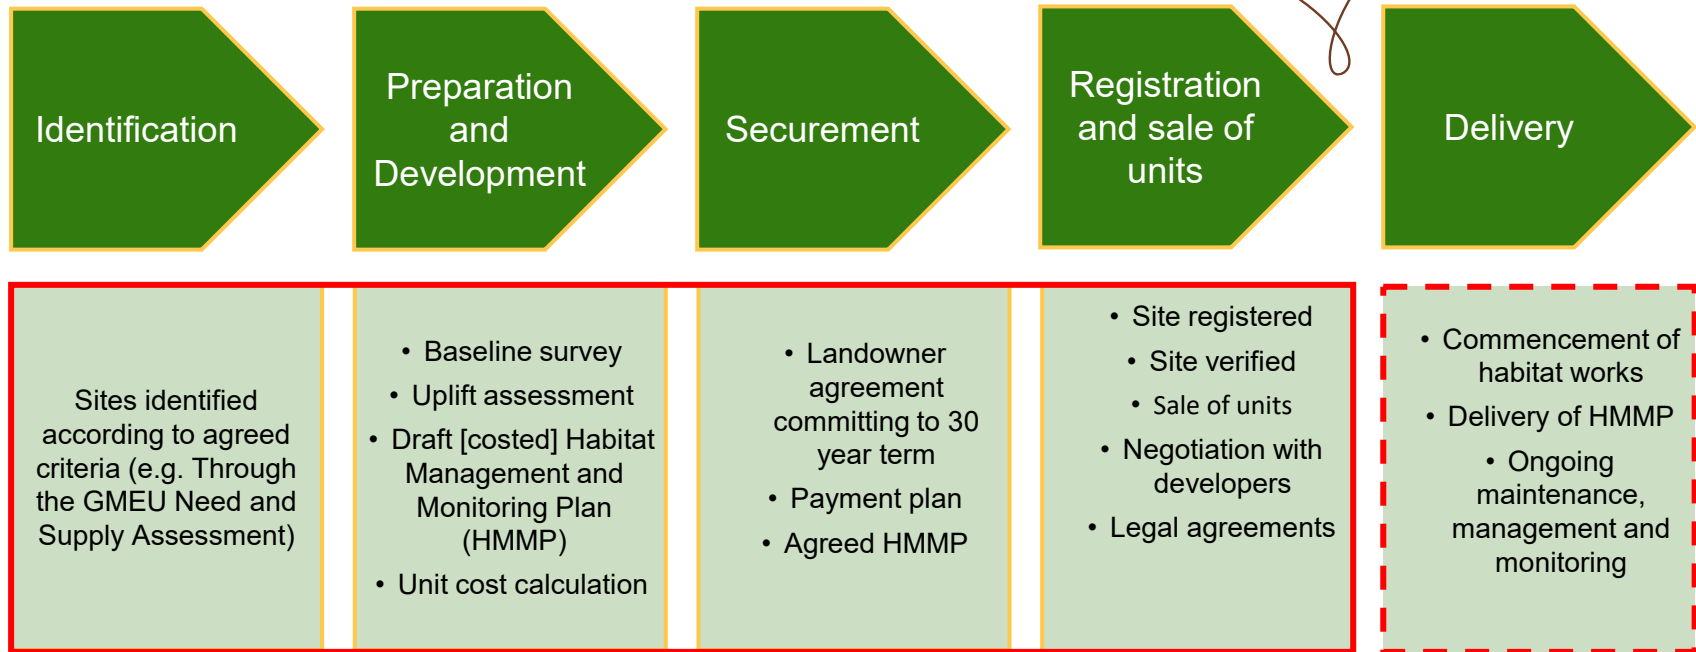 Identification
Preparation
and
Development
Securement
Registration
and sale of
units
Delivery
Sites identified
according to agreed
criteria (e.g. Through
the GMEU Need and
Supply Assessment)
• Baseline survey
• Uplift assessment
• Draft [costed] Habitat
Management and
Monitoring Plan
(HMMP)
• Unit cost calculation
• Landowner
agreement
committing to 30
year term
• Payment plan
• Agreed HMMP
• Site registered
• Site verified
• Sale of units
• Negotiation with
developers
• Legal agreements
• Commencement of
habitat works
• Delivery of HMMP
• Ongoing
maintenance,
management and
monitoring